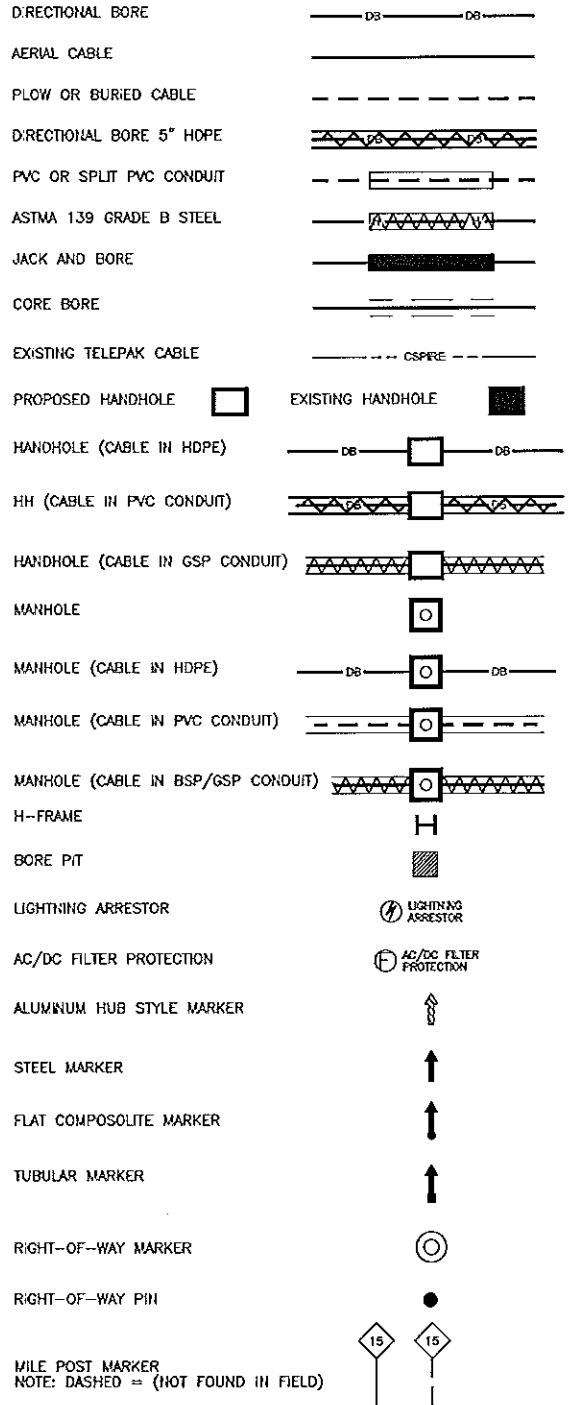 DIRECTIONAL BORE DB DB
AERIAL CABLE
PLOW OR BURIED CABLE
DIRECTIONAL BORE 5" HDPE DB DB
PVC OR SPLIT PVC CONDUIT
ASTMA 139 GRADE B STEEL
JACK AND BORE
CORE BORE
EXISTING TELEPAK CABLE CSPIRE
PROPOSED HANDHOLE EXISTING HANDHOLE
HANDHOLE (CABLE IN HDPE) DB DB
HH (CABLE IN PVC CONDUIT) DB DB
HANDHOLE (CABLE IN GSP CONDUIT)
MANHOLE
MANHOLE (CABLE IN HDPE) DB DB
MANHOLE (CABLE IN PVC CONDUIT)
MANHOLE (CABLE IN BSP/GSP CONDUIT)
H-FRAME
BORE PIT
LIGHTNING ARRESTOR LIGHTNING
ARRESTOR
AC/DC FILTER PROTECTION F AC/DC FILTER
PROTECTION
ALUMINUM HUB STYLE MARKER
STEEL MARKER
FLAT COMPOSOLITE MARKER
TUBULAR MARKER
RIGHT-OF-WAY MARKER
RIGHT-OF-WAY PIN
15 15
MILE POST MARKER
NOTE: DASHED = (NOT FOUND IN FIELD)